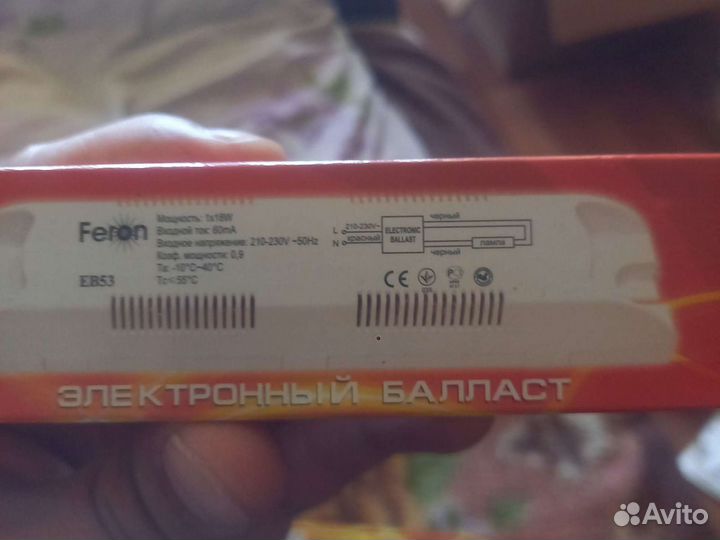 Feron
EB53
Мощность: 1x18W
Входной ток: 60mA
Входное напряжение: 210-230V ~50Hz
Коэф. мощности: 0,9
Ta: -10°C~40°C
Tc<55°C
L
210-230V~
N
красный
ELECTRONIC
BALLAST
черный
лампа
черный
CE
ЭЛЕКТРОННЫЙ БАЛЛАСТ
Avito